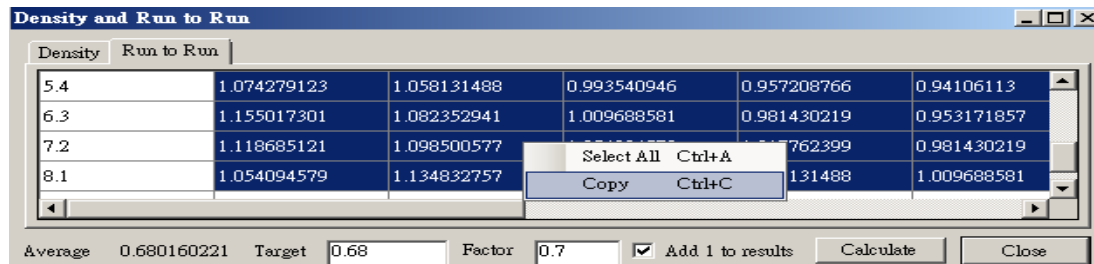 Density and Run to Run
Density Run to Run
5.4 1.074279123 1.058131488 0.993540946 0.957208766 0.94106113
6.3 1.155017301 1.082352941 1.009688581 0.981430219 0.953171857
7.2 1.118685121 1.098500577 762399 0.981430219
Select All Ctrl+A
8.1 1.054094579 1.134832757 131488 1.009688581
Copy Ctrl+C
Average 0.680160221 Target 0.68 Factor 0.7 Add 1 to results Calculate Close